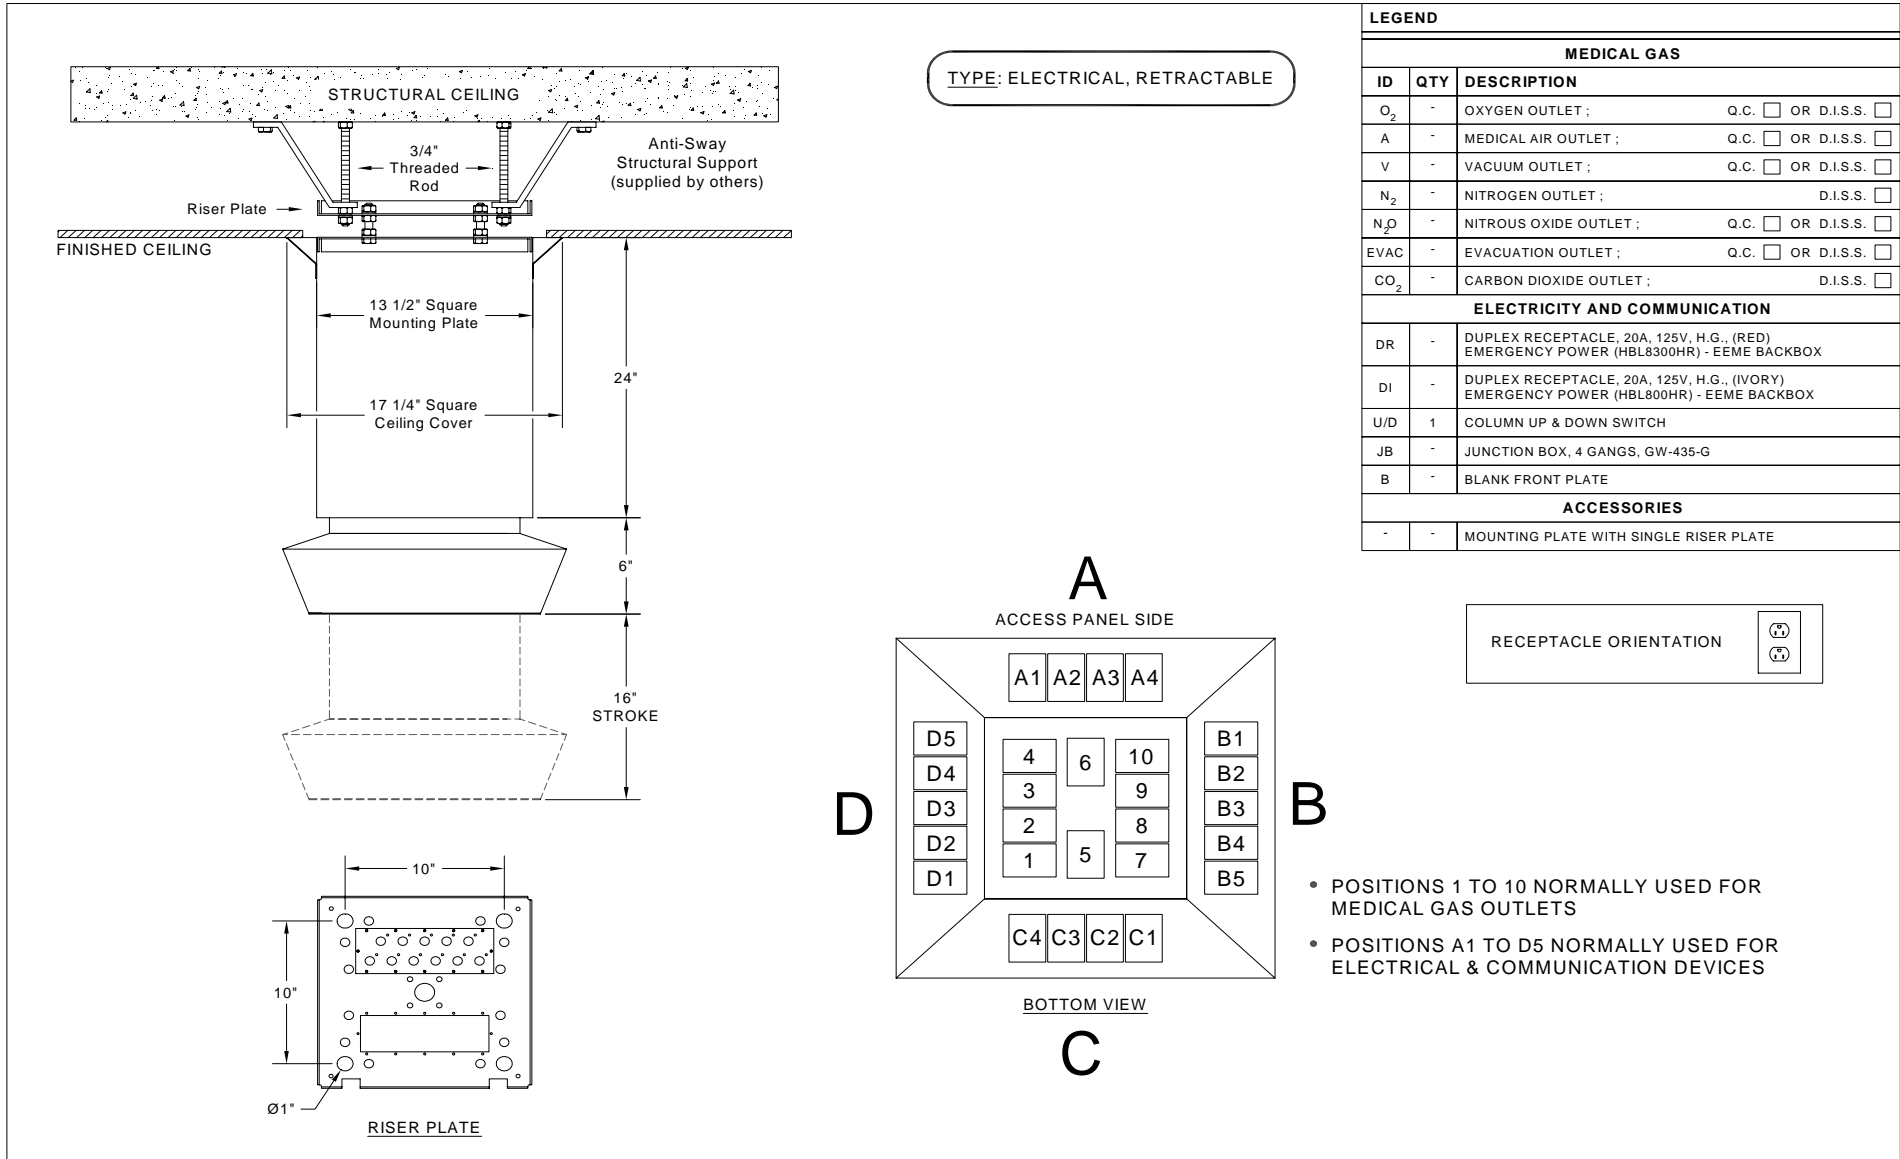 TYPE: ELECTRICAL, RETRACTABLE
STRUCTURAL CEILING
3/4"
Threaded
Rod
Anti-Sway
Structural Support
(supplied by others)
Riser Plate
FINISHED CEILING
13 1/2" Square
Mounting Plate
24"
17 1/4" Square
Ceiling Cover
6"
16"
STROKE
10"
10"
Ø1"
RISER PLATE
A
ACCESS PANEL SIDE
A1 A2 A3 A4
D5 4 6 10 B1
D4 3 9 B2
D3 2 8 B3
D2 1 5 7 B4
D1 B5
D B
C4 C3 C2 C1
BOTTOM VIEW
C
LEGEND
MEDICAL GAS
ID QTY DESCRIPTION
O2 - OXYGEN OUTLET ; Q.C. OR D.I.S.S.
A - MEDICAL AIR OUTLET ; Q.C. OR D.I.S.S.
V - VACUUM OUTLET ; Q.C. OR D.I.S.S.
N2 - NITROGEN OUTLET ; D.I.S.S.
N2O - NITROUS OXIDE OUTLET ; Q.C. OR D.I.S.S.
EVAC - EVACUATION OUTLET ; Q.C. OR D.I.S.S.
CO2 - CARBON DIOXIDE OUTLET ; D.I.S.S.
ELECTRICITY AND COMMUNICATION
DR - DUPLEX RECEPTACLE, 20A, 125V, H.G., (RED)
EMERGENCY POWER (HBL8300HR) - EEME BACKBOX
DI - DUPLEX RECEPTACLE, 20A, 125V, H.G., (IVORY)
EMERGENCY POWER (HBL800HR) - EEME BACKBOX
U/D 1 COLUMN UP & DOWN SWITCH
JB - JUNCTION BOX, 4 GANGS, GW-435-G
B - BLANK FRONT PLATE
ACCESSORIES
- - MOUNTING PLATE WITH SINGLE RISER PLATE
RECEPTACLE ORIENTATION
• POSITIONS 1 TO 10 NORMALLY USED FOR
MEDICAL GAS OUTLETS
• POSITIONS A1 TO D5 NORMALLY USED FOR
ELECTRICAL & COMMUNICATION DEVICES